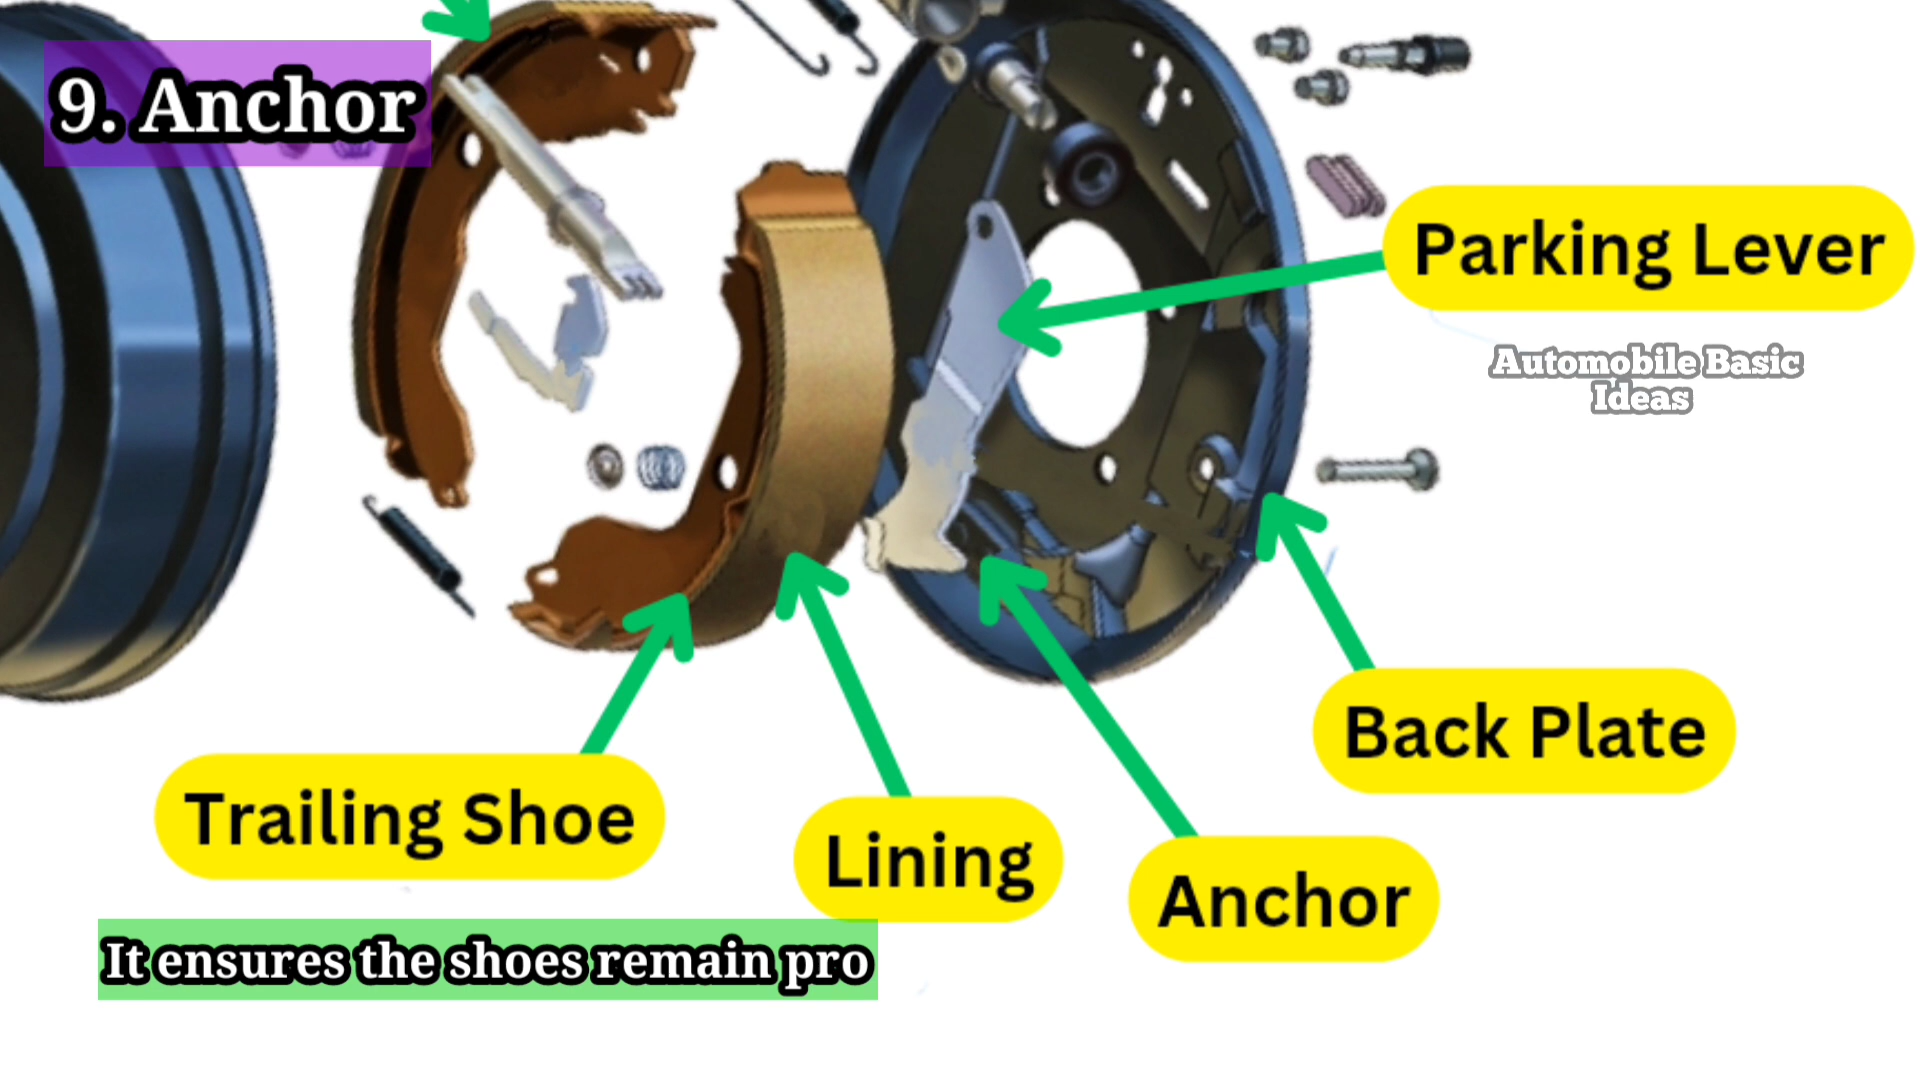 9. Anchor
Parking Lever
Automobile Basic
Ideas
Back Plate
Trailing Shoe
Lining
Anchor
It ensures the shoes remain pro